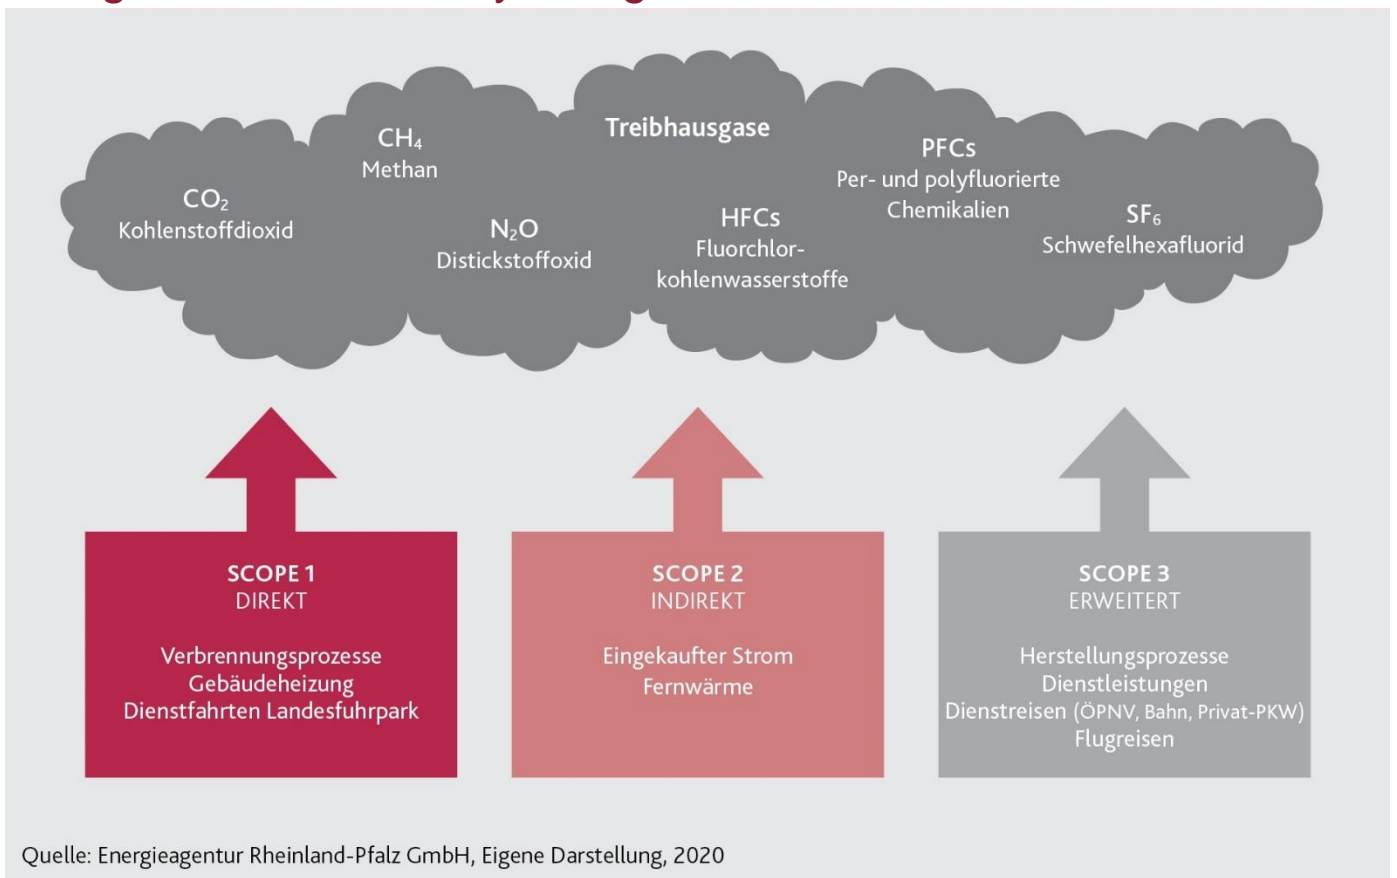 Treibhausgase
CH₄
Methan
PFCs
Per- und polyfluorierte
Chemikalien
CO₂
Kohlenstoffdioxid
N₂O
Distickstoffoxid
HFCs
Fluorchlor-
kohlenwasserstoffe
SF₆
Schwefelhexafluorid
SCOPE 1
DIREKT
Verbrennungsprozesse
Gebäudeheizung
Dienstfahrten Landesfuhrpark
SCOPE 2
INDIREKT
Eingekaufter Strom
Fernwärme
SCOPE 3
ERWEITERT
Herstellungsprozesse
Dienstleistungen
Dienstreisen (ÖPNV, Bahn, Privat-PKW)
Flugreisen
Quelle: Energieagentur Rheinland-Pfalz GmbH, Eigene Darstellung, 2020